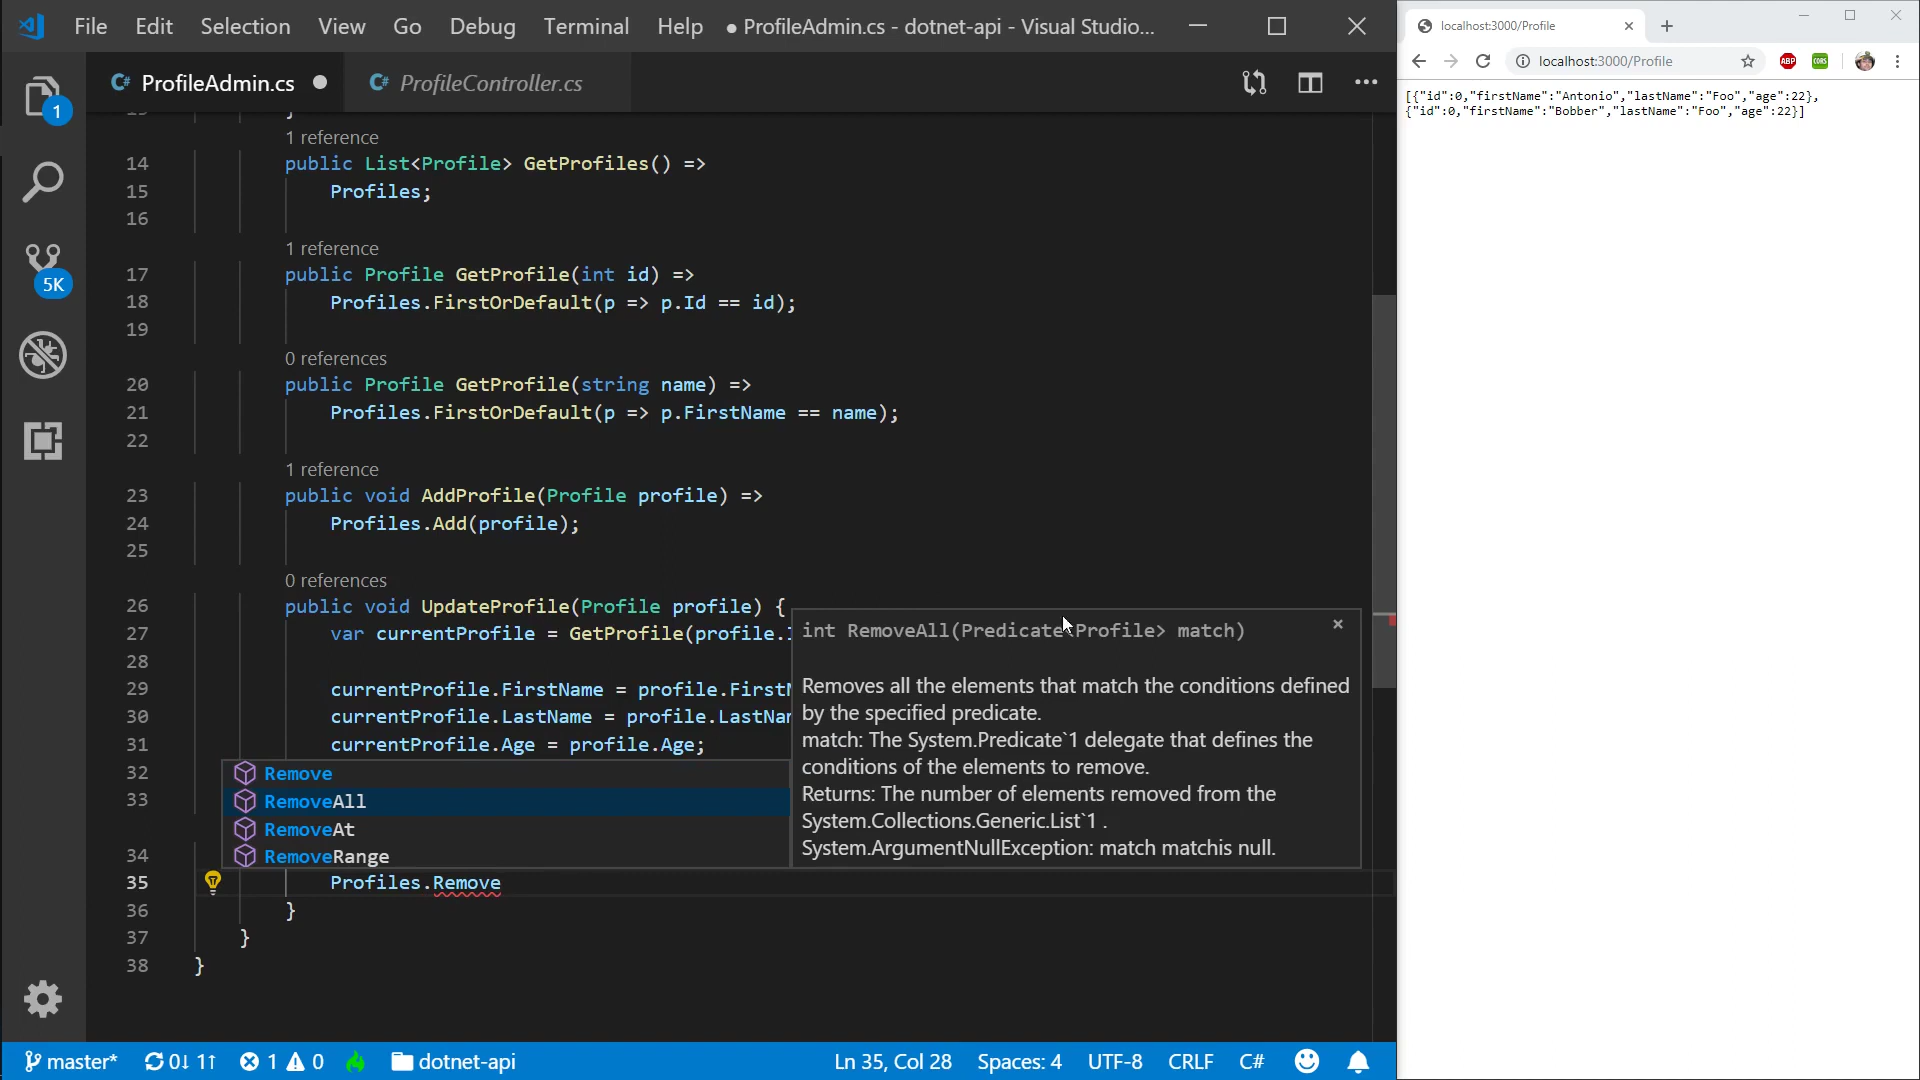 File Edit Selection View Go Debug Terminal Help ● ProfileAdmin.cs - dotnet-api - Visual Studio...
ProfileAdmin.cs
ProfileController.cs
1 reference
14 public List<Profile> GetProfiles() =>
15 Profiles;
16
1 reference
17 public Profile GetProfile(int id) =>
18 Profiles.FirstOrDefault(p => p.Id == id);
19
0 references
20 public Profile GetProfile(string name) =>
21 Profiles.FirstOrDefault(p => p.FirstName == name);
22
1 reference
23 public void AddProfile(Profile profile) =>
24 Profiles.Add(profile);
25
0 references
26 public void UpdateProfile(Profile profile) {
27 var currentProfile = GetProfile(profile.
28
29 currentProfile.FirstName = profile.First
30 currentProfile.LastName = profile.LastNa
31 currentProfile.Age = profile.Age;
32
33
34
35 Profiles.Remove
36 }
37 }
38 }
Remove
RemoveAll
RemoveAt
RemoveRange
int RemoveAll(Predicate<Profile> match)
Removes all the elements that match the conditions defined
by the specified predicate.
match: The System.Predicate`1 delegate that defines the
conditions of the elements to remove.
Returns: The number of elements removed from the
System.Collections.Generic.List`1 .
System.ArgumentNullException: match matchis null.
1
5K
master* 0↓ 1↑ 1 0 dotnet-api Ln 35, Col 28 Spaces: 4 UTF-8 CRLF C#
localhost:3000/Profile
localhost:3000/Profile ABP CORS
[{"id":0,"firstName":"Antonio","lastName":"Foo","age":22},
{"id":0,"firstName":"Bobber","lastName":"Foo","age":22}]